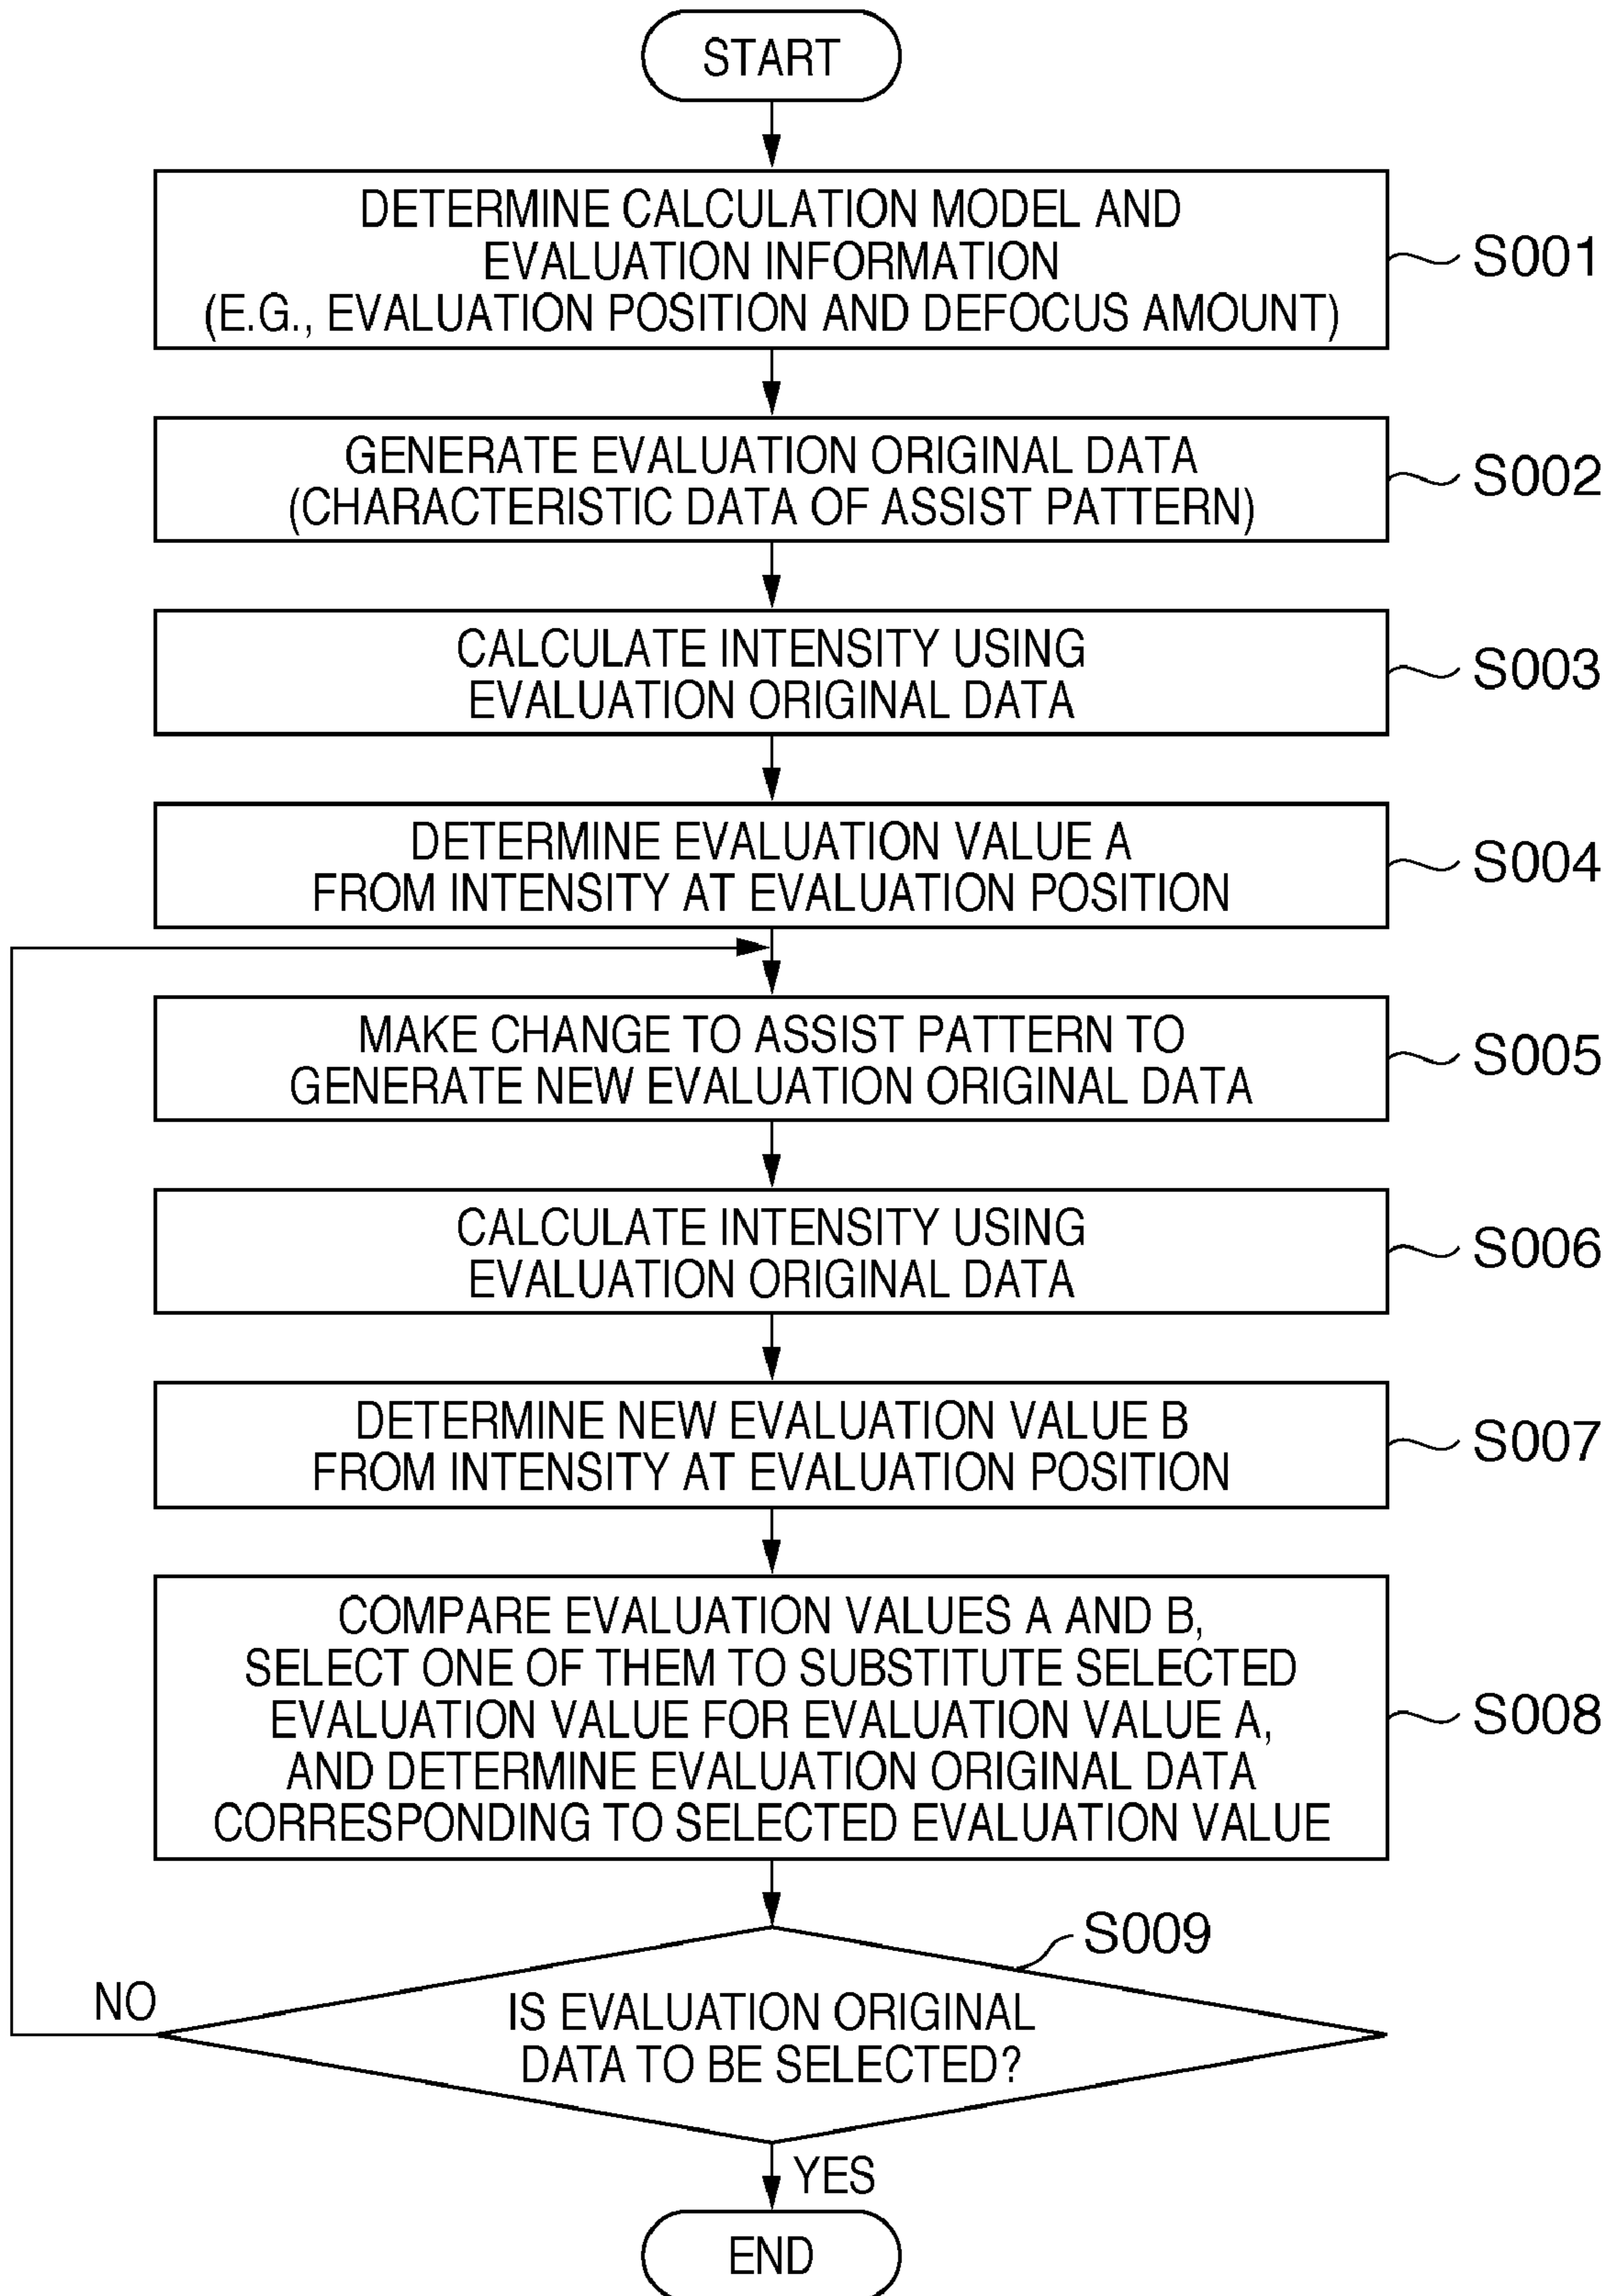 START
DETERMINE CALCULATION MODEL AND
EVALUATION INFORMATION
(E.G., EVALUATION POSITION AND DEFOCUS AMOUNT)
S001
GENERATE EVALUATION ORIGINAL DATA
(CHARACTERISTIC DATA OF ASSIST PATTERN)
S002
CALCULATE INTENSITY USING
EVALUATION ORIGINAL DATA
S003
DETERMINE EVALUATION VALUE A
FROM INTENSITY AT EVALUATION POSITION
S004
MAKE CHANGE TO ASSIST PATTERN TO
GENERATE NEW EVALUATION ORIGINAL DATA
S005
CALCULATE INTENSITY USING
EVALUATION ORIGINAL DATA
S006
DETERMINE NEW EVALUATION VALUE B
FROM INTENSITY AT EVALUATION POSITION
S007
COMPARE EVALUATION VALUES A AND B,
SELECT ONE OF THEM TO SUBSTITUTE SELECTED
EVALUATION VALUE FOR EVALUATION VALUE A,
AND DETERMINE EVALUATION ORIGINAL DATA
CORRESPONDING TO SELECTED EVALUATION VALUE
S008
S009
NO
IS EVALUATION ORIGINAL
DATA TO BE SELECTED?
YES
END